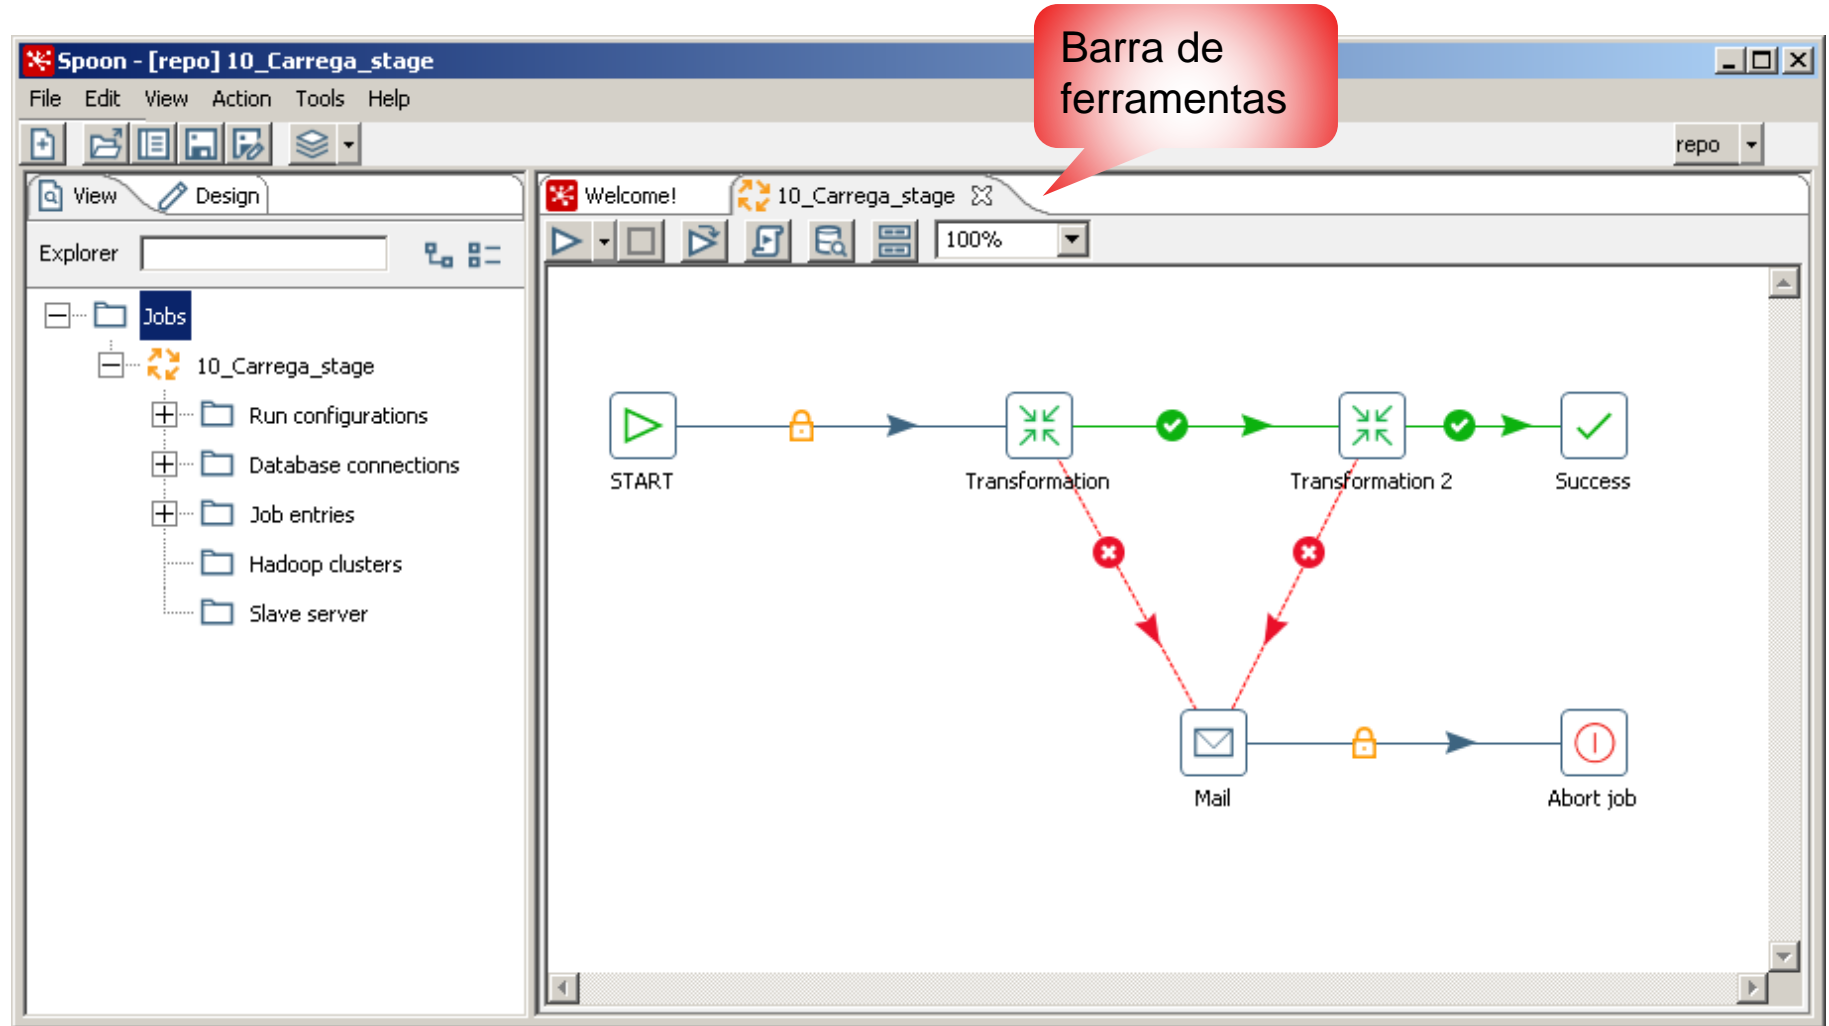 Barra de
ferramentas
Spoon - [repo] 10_Carrega_stage
File Edit View Action Tools Help
repo
View Design
Welcome! 10_Carrega_stage
Explorer
100%
Jobs
10_Carrega_stage
Run configurations
Database connections
Job entries
Hadoop clusters
Slave server
START Transformation Transformation 2 Success
Mail Abort job